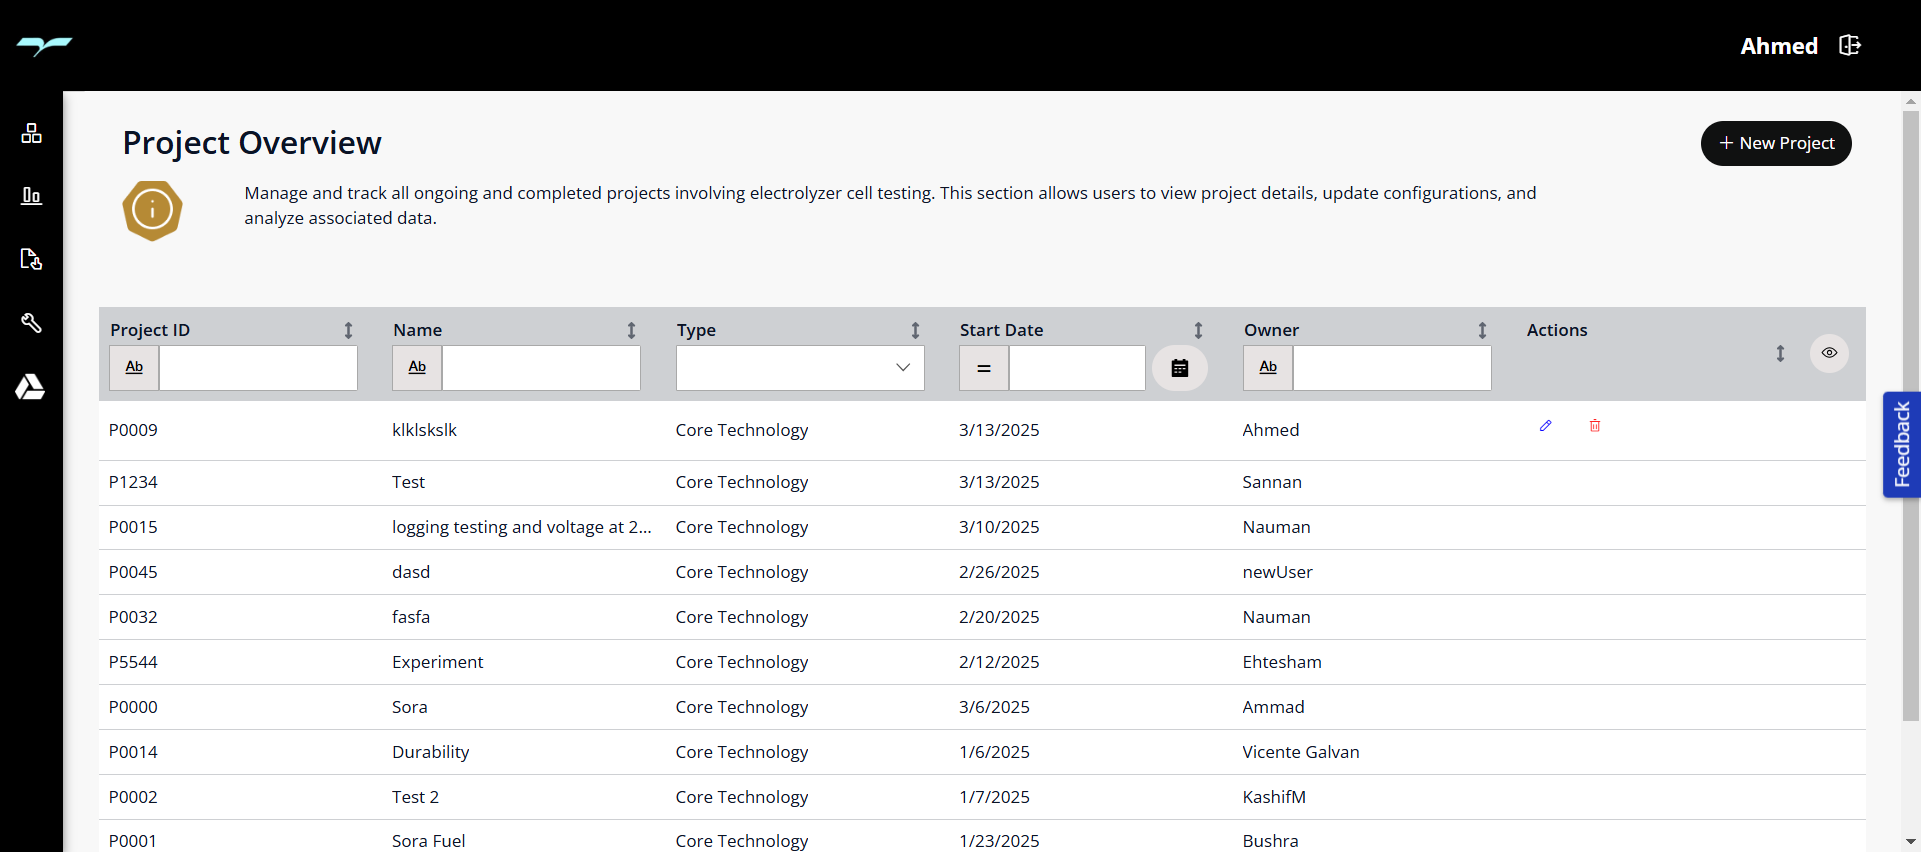 Ahmed
Project Overview
+ New Project
Manage and track all ongoing and completed projects involving electrolyzer cell testing. This section allows users to view project details, update configurations, and
analyze associated data.
Project ID Name Type Start Date Owner Actions
Ab Ab = Ab
P0009 klklskslk Core Technology 3/13/2025 Ahmed
P1234 Test Core Technology 3/13/2025 Sannan
P0015 logging testing and voltage at 2... Core Technology 3/10/2025 Nauman
P0045 dasd Core Technology 2/26/2025 newUser
P0032 fasfa Core Technology 2/20/2025 Nauman
P5544 Experiment Core Technology 2/12/2025 Ehtesham
P0000 Sora Core Technology 3/6/2025 Ammad
P0014 Durability Core Technology 1/6/2025 Vicente Galvan
P0002 Test 2 Core Technology 1/7/2025 KashifM
P0001 Sora Fuel Core Technology 1/23/2025 Bushra
Feedback